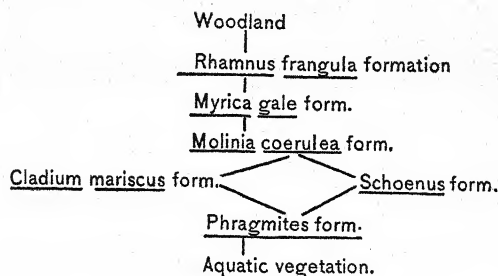 Woodland
Rhamnus frangula formation
Myrica gale form.
Molinia coerulea form.
Cladium mariscus form. Schoenus form.
Phragmites form.
Aquatic vegetation.